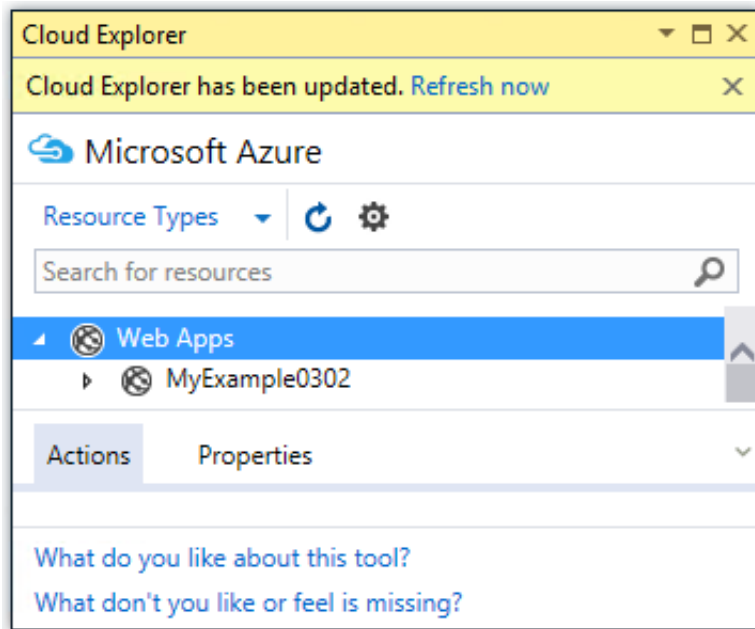 Cloud Explorer
Cloud Explorer has been updated. Refresh now
Microsoft Azure
Resource Types
Search for resources
Web Apps
MyExample0302
Actions Properties
What do you like about this tool?
What don't you like or feel is missing?